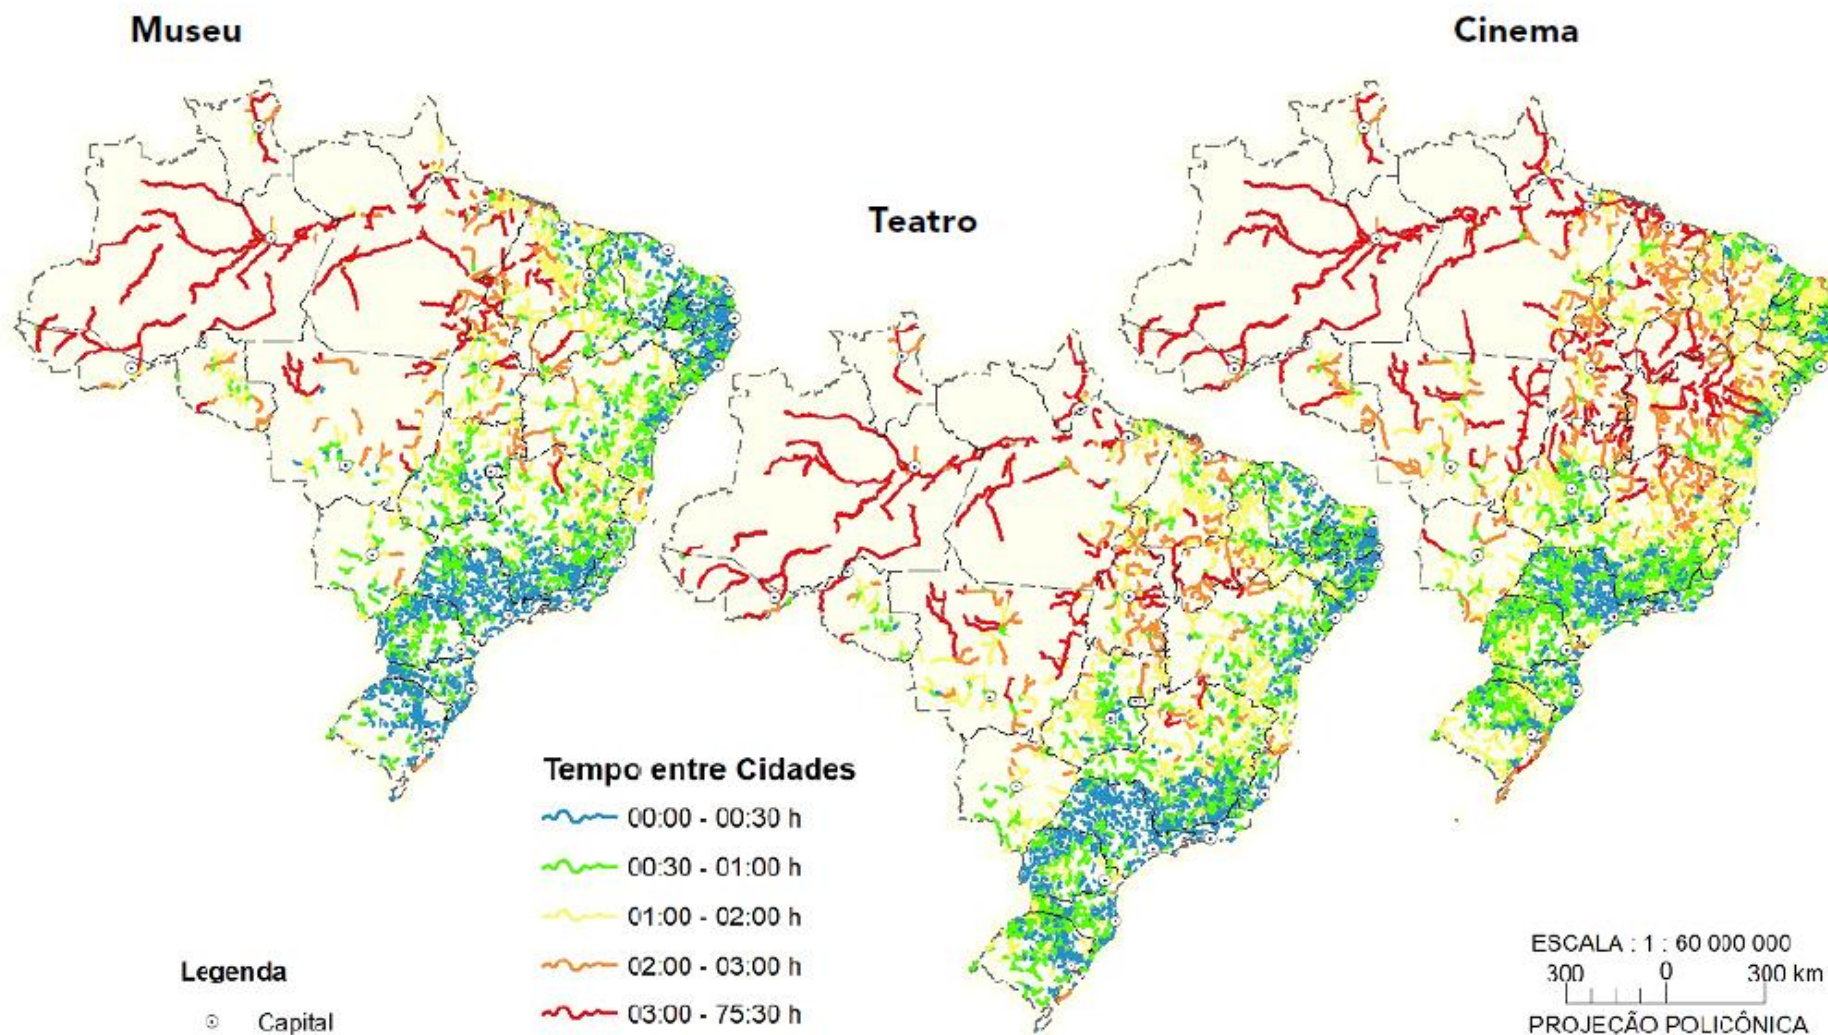 Museu
Cinema
Teatro
Tempo entre Cidades
00:00 - 00:30 h
00:30 - 01:00 h
01:00 - 02:00 h
02:00 - 03:00 h
03:00 - 75:30 h
Legenda
Capital
ESCALA : 1 : 60 000 000
300 0 300 km
PROJEÇÃO POLICÔNICA